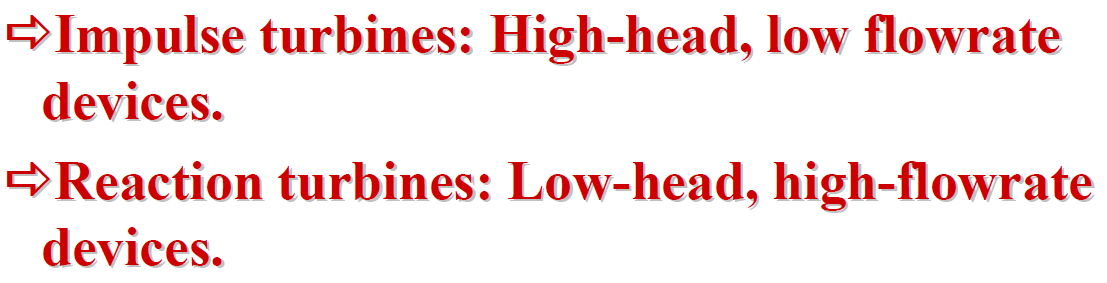 ⇨Impulse turbines: High-head, low flowrate
devices.
⇨Reaction turbines: Low-head, high-flowrate
devices.